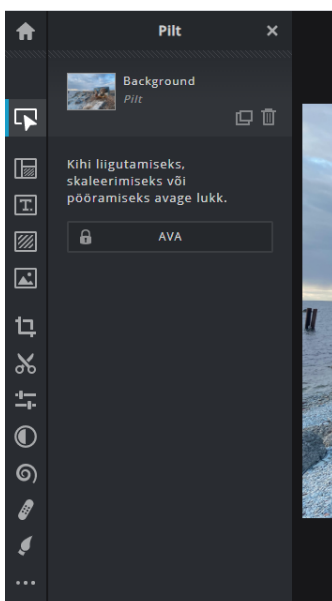 Pilt
Background
Pilt
Kihi liigutamiseks,
skaleerimiseks või
pööramiseks avage lukk.
AVA